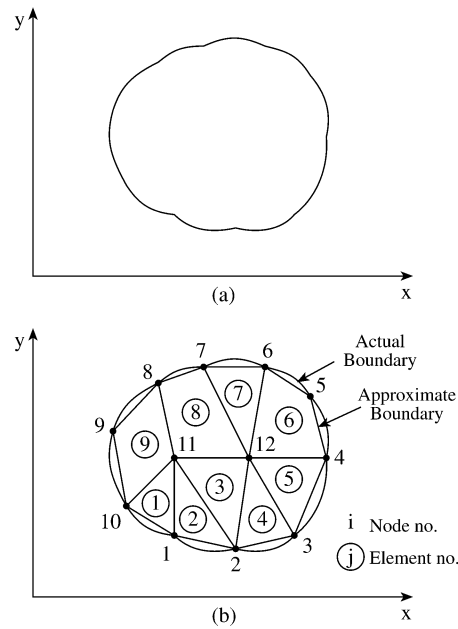 y
x
(a)
y
Actual
Boundary
7
6
8
5
7
Approximate
Boundary
8
6
9
9
11
12
4
5
3
10
1
2
4
i Node no.
1
3
2
j Element no.
x
(b)